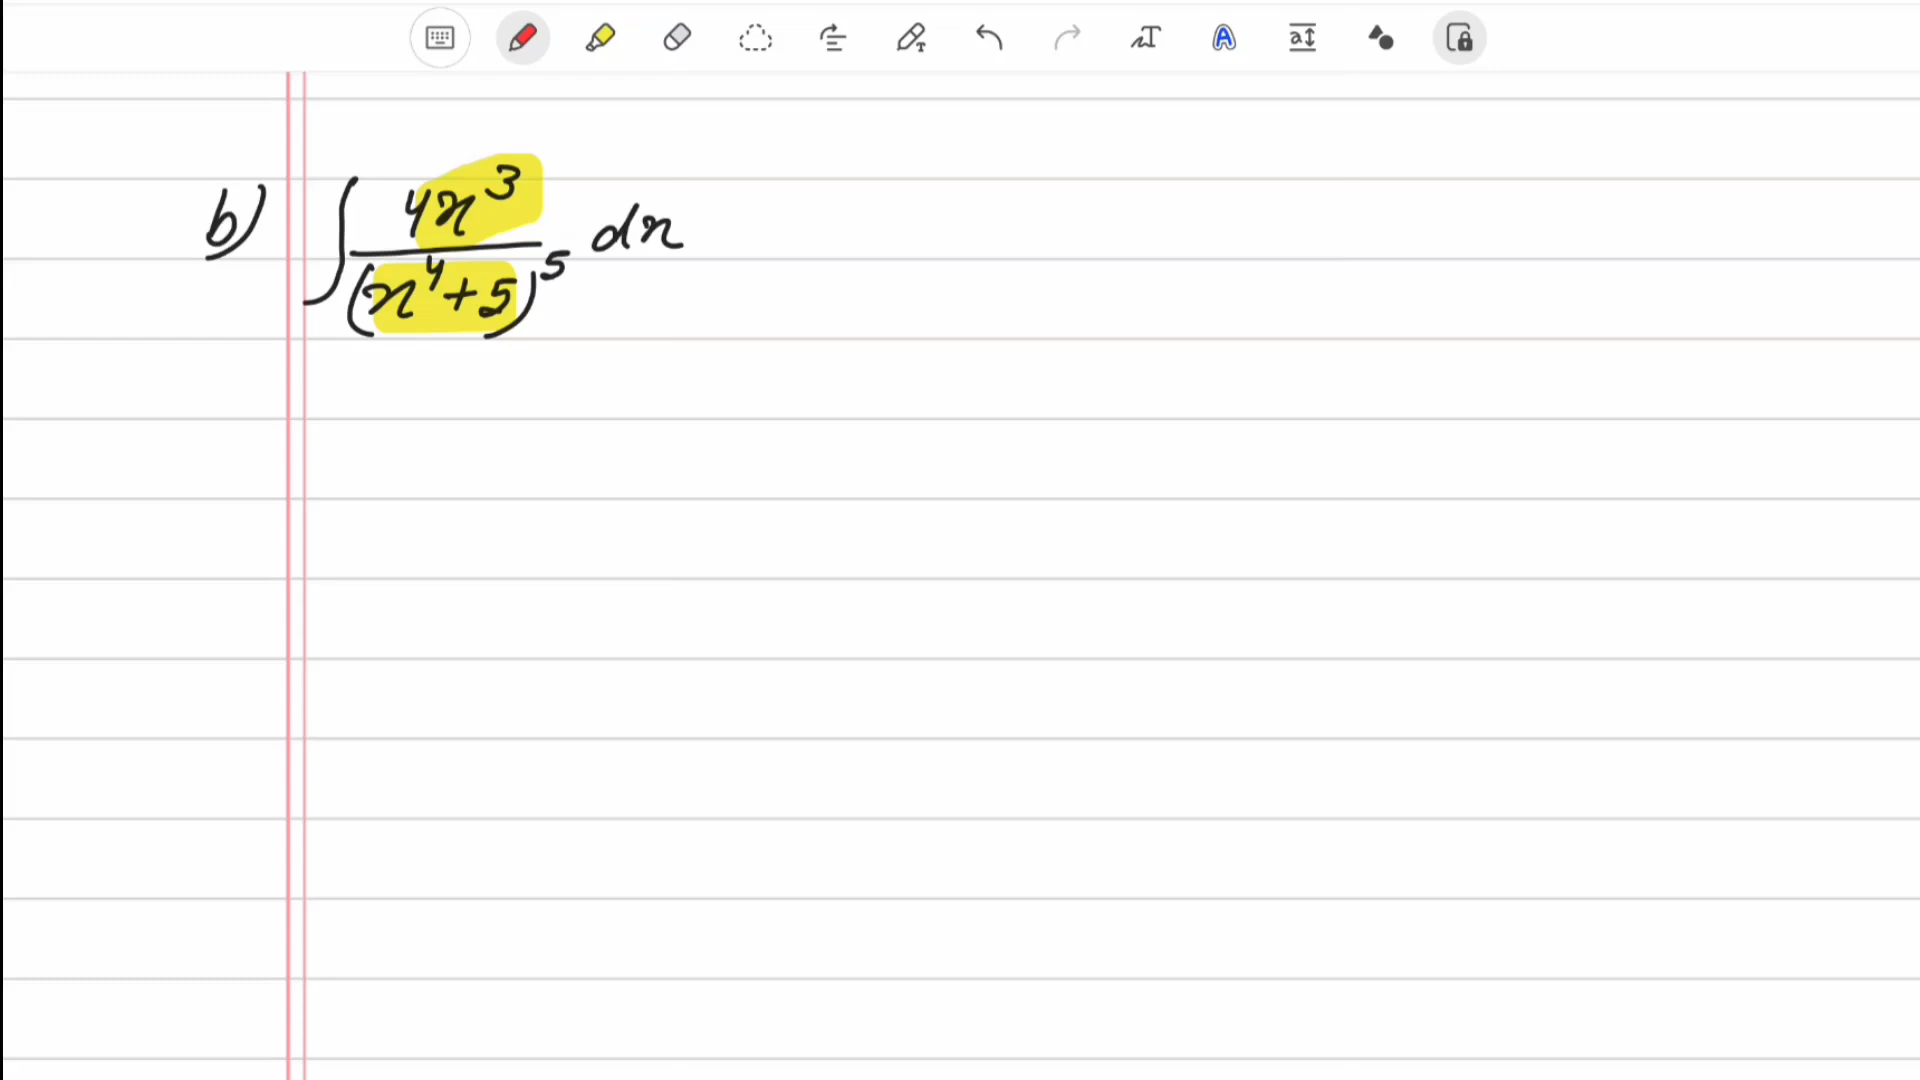 b) ∫ 4x³ / (x⁴+5)⁵ dx